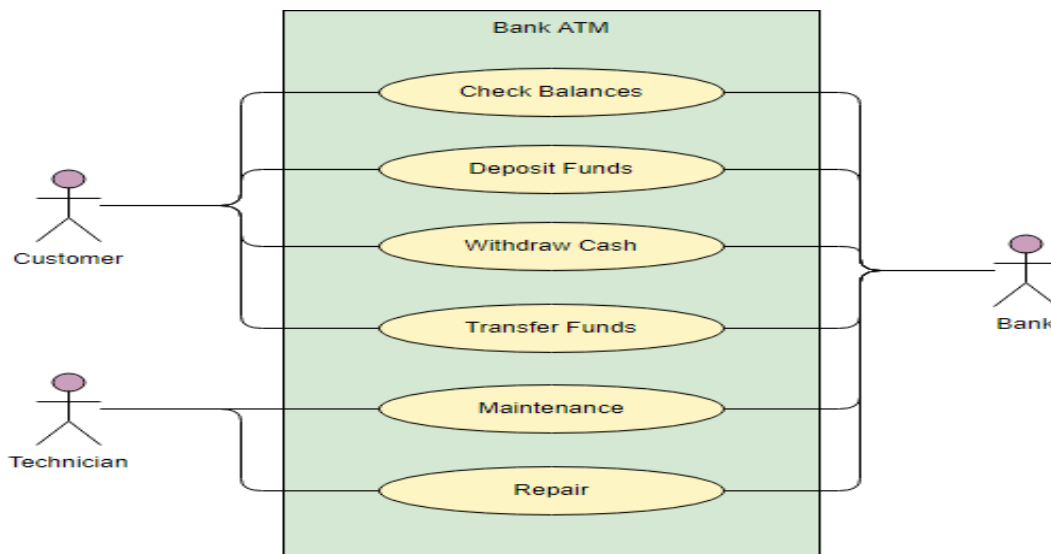 Bank ATM
Check Balances
Deposit Funds
Customer
Withdraw Cash
Transfer Funds
Bank
Technician
Maintenance
Repair